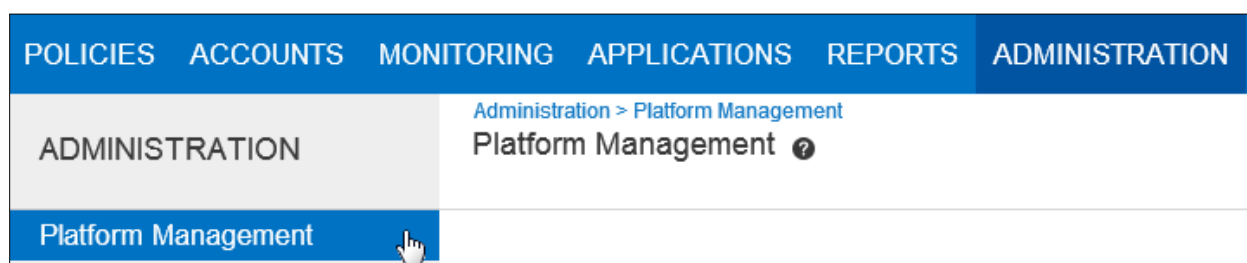 POLICIES ACCOUNTS MONITORING APPLICATIONS REPORTS ADMINISTRATION
Administration > Platform Management
ADMINISTRATION
Platform Management ?
Platform Management